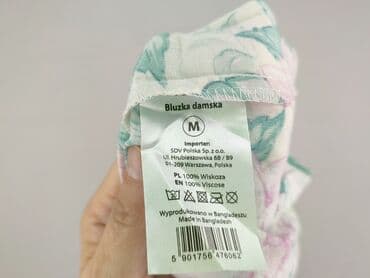 Bluzka damska
M
Importer:
SDV Polska Sp. z o.o.
Ul. Hrubieszowska 6B / B9
01-209 Warszawa, Polska
PL 100% Wiskoza
EN 100% Viscose
Wyprodukowano w Bangladeszu
Made in Bangladesh
5 901756 476062